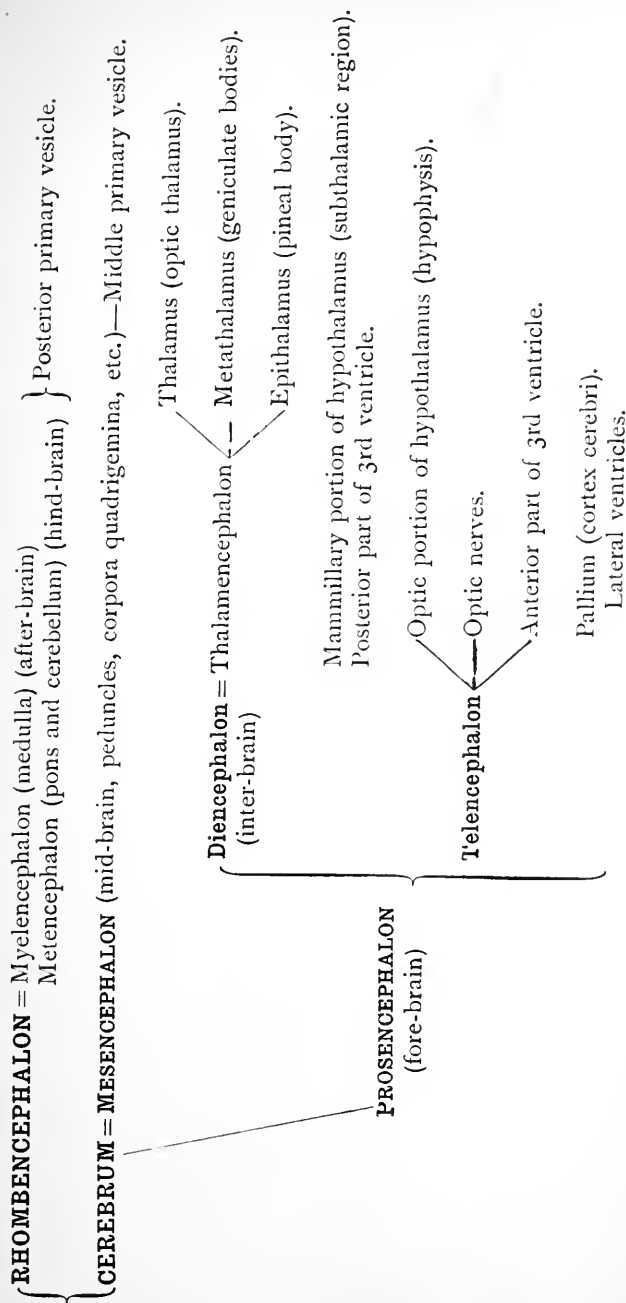 RHOMBENCEPHALON = Myelencephalon (medulla) (after-brain)
Metencephalon (pons and cerebellum) (hind-brain)
Posterior primary vesicle.
CEREBRUM = MESENCEPHALON (mid-brain, peduncles, corpora quadrigemina, etc.)—Middle primary vesicle.
PROSENCEPHALON
(fore-brain)
Diencephalon = Thalamencephalon
(inter-brain)
Thalamus (optic thalamus).
Metathalamus (geniculate bodies).
Epithalamus (pineal body).
Mammillary portion of hypothalamus (subthalamic region).
Posterior part of 3rd ventricle.
Telencephalon
Optic portion of hypothalamus (hypophysis).
Optic nerves.
Anterior part of 3rd ventricle.
Pallium (cortex cerebri).
Lateral ventricles.